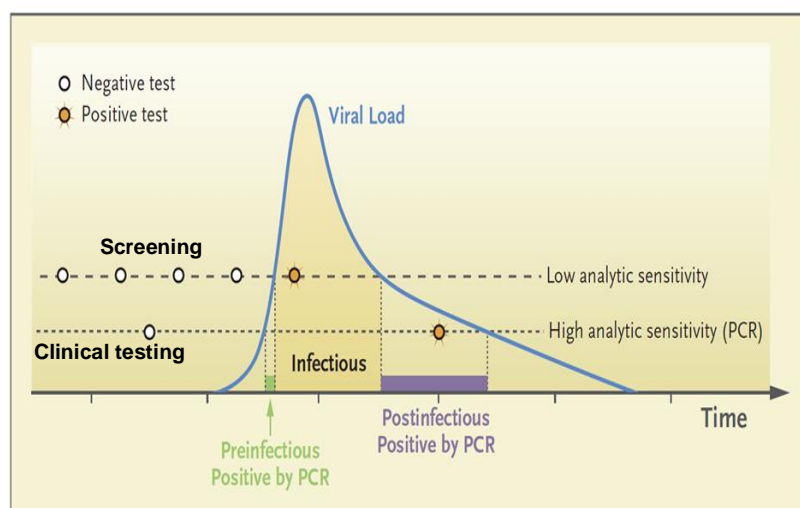 Negative test
Positive test
Viral Load
Screening
Low analytic sensitivity
High analytic sensitivity (PCR)
Clinical testing
Infectious
Time
Preinfectious
Positive by PCR
Postinfectious
Positive by PCR